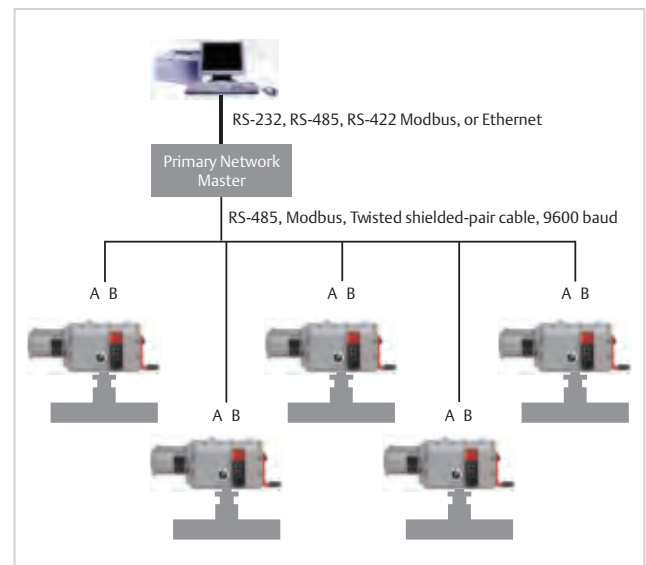 RS-232, RS-485, RS-422 Modbus, or Ethernet
Primary Network
Master
RS-485, Modbus, Twisted shielded-pair cable, 9600 baud
A B
A B
A B
A B
A B